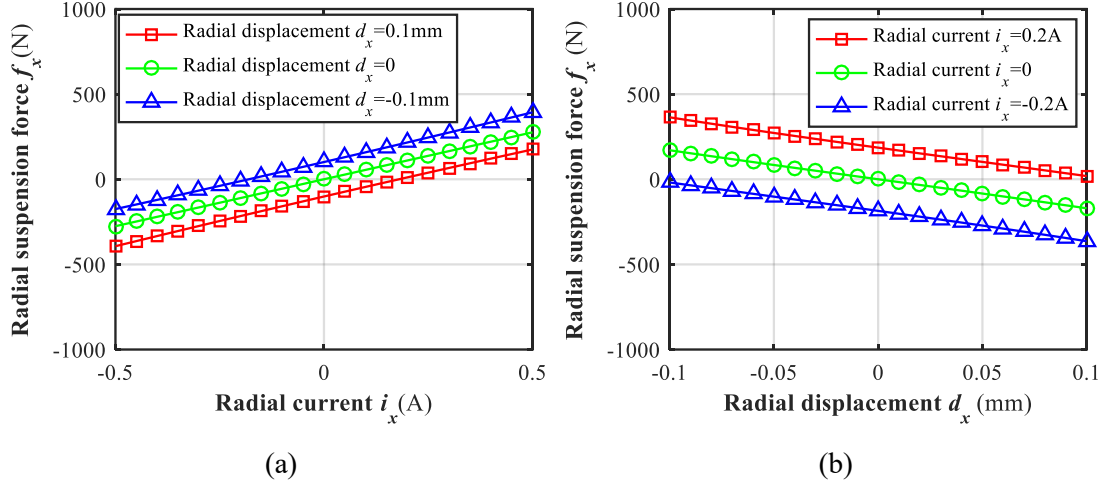 Radial suspension force f_x(N)
1000
500
0
-500
-1000
Radial displacement d_x=0.1mm
Radial displacement d_x=0
Radial displacement d_x=-0.1mm
-0.5
0
0.5
Radial current i_x(A)
(a)
Radial suspension force f_x (N)
1000
500
0
-500
-1000
Radial current i_x=0.2A
Radial current i_x=0
Radial current i_x=-0.2A
-0.1
-0.05
0
0.05
0.1
Radial displacement d_x (mm)
(b)